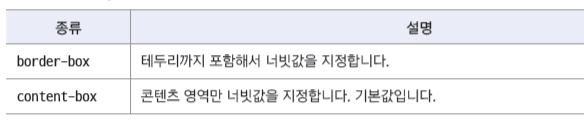 종류 설명
border-box 테두리까지 포함해서 너빗값을 지정합니다.
content-box 콘텐츠 영역만 너빗값을 지정합니다. 기본값입니다.